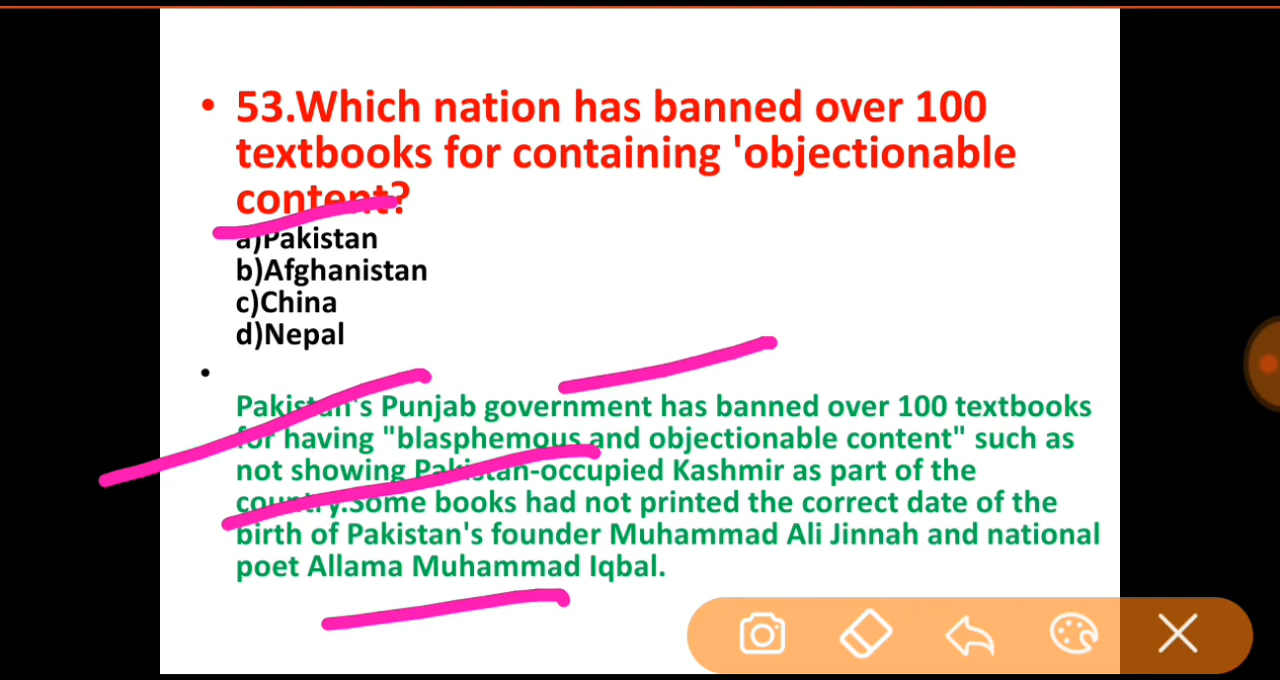 • 53.Which nation has banned over 100
textbooks for containing 'objectionable
content?
a)Pakistan
b)Afghanistan
c)China
d)Nepal
•
Pakistan's Punjab government has banned over 100 textbooks
for having "blasphemous and objectionable content" such as
not showing Pakistan-occupied Kashmir as part of the
country.Some books had not printed the correct date of the
birth of Pakistan's founder Muhammad Ali Jinnah and national
poet Allama Muhammad Iqbal.